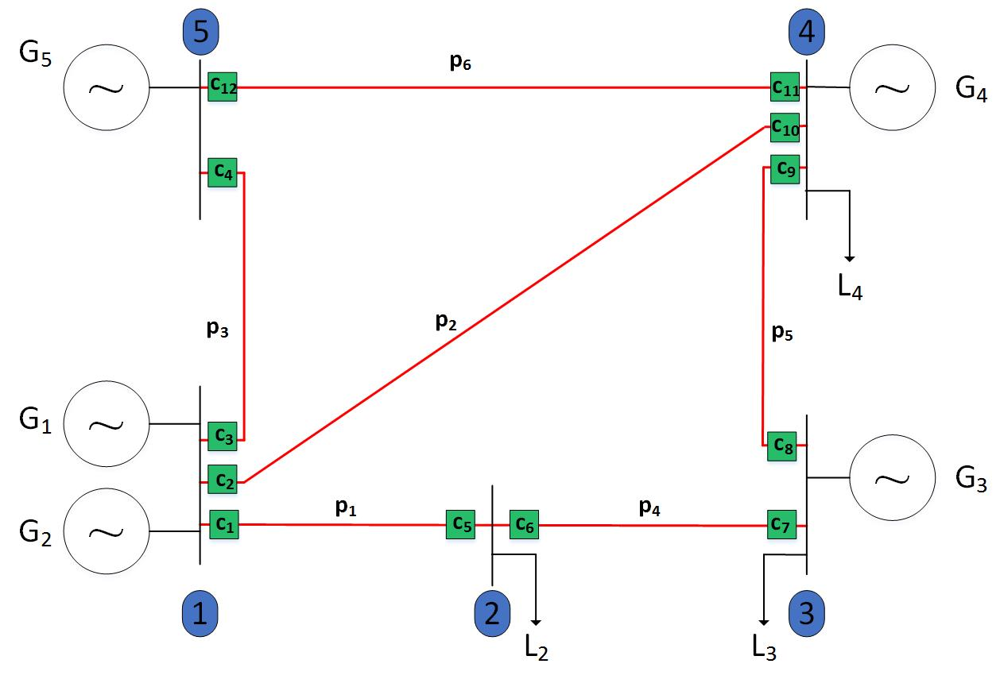 5
4
G₅
p₆
c₁₂
c₁₁
G₄
c₁₀
c₄
c₉
L₄
p₃
p₂
p₅
G₁
c₃
c₈
c₂
G₃
G₂
c₁
p₁
c₅
c₆
p₄
c₇
1
2
3
L₂
L₃